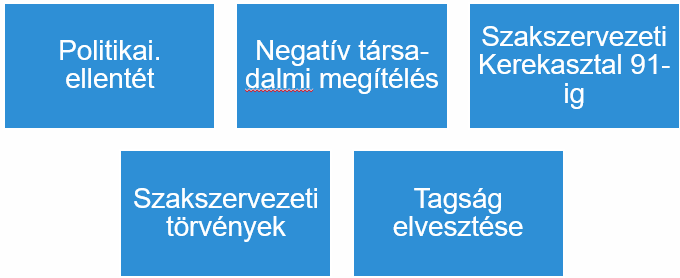 Politikai.
ellentét
Negatív társa-
dalmi megítélés
Szakszervezeti
Kerekasztal 91-
ig
Szakszervezeti
törvények
Tagság
elvesztése